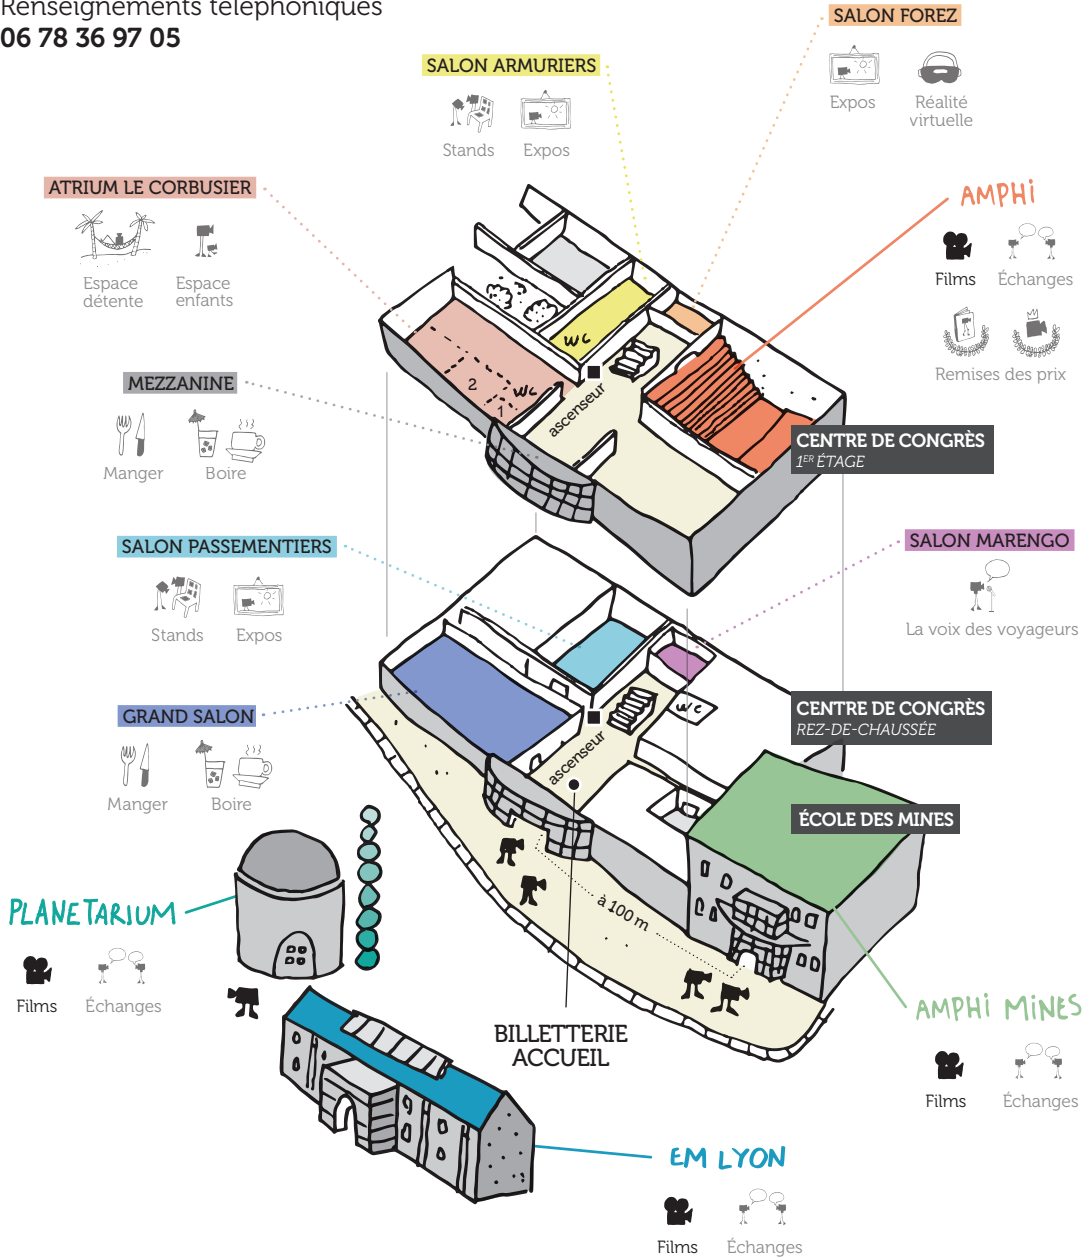 Renseignements téléphoniques
06 78 36 97 05
SALON FOREZ
Expos
Réalité
virtuelle
SALON ARMURIERS
Stands
Expos
ATRIUM LE CORBUSIER
Espace
détente
Espace
enfants
AMPHi
Films
Échanges
Remises des prix
MEZZANINE
Manger
Boire
WC
2
1
WC
ascenseur
CENTRE DE CONGRÈS
1ER ÉTAGE
SALON PASSEMENTIERS
Stands
Expos
SALON MARENGO
La voix des voyageurs
GRAND SALON
Manger
Boire
WC
ascenseur
CENTRE DE CONGRÈS
REZ-DE-CHAUSSÉE
ÉCOLE DES MINES
à 100 m
PLANETARIUM
Films
Échanges
BILLETTERIE
ACCUEIL
AMPHi MINES
Films
Échanges
EM LYON
Films
Échanges